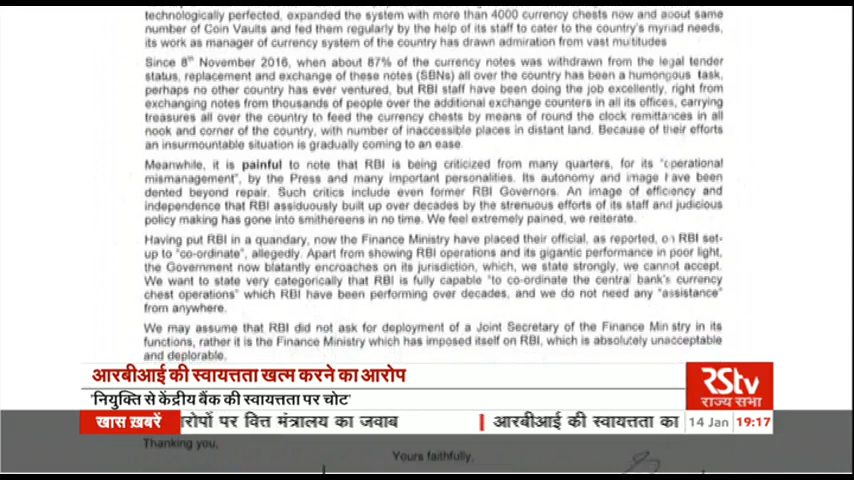 technologically perfected, expanded the system with more than 4000 currency chests now and about same
number of Coin Vaults and fed them regularly by the help of its staff to cater to the country's myriad needs,
its work as manager of currency system of the country has drawn admiration from vast multitudes
Since 8th November 2016, when about 87% of the currency notes was withdrawn from the legal tender
status, replacement and exchange of these notes (SBNs) all over the country has been a humongous task,
perhaps no other country has ever ventured, but RBI staff have been doing the job excellently, right from
exchanging notes from thousands of people over the additional exchange counters in all its offices, carrying
treasures all over the country to feed the currency chests by means of round the clock remittances in all
nook and corner of the country, with number of inaccessible places in distant land. Because of their efforts
an insurmountable situation is gradually coming to an ease.
Meanwhile, it is painful to note that RBI is being criticized from many quarters, for its "operational
mismanagement", by the Press and many important personalities. Its autonomy and image have been
dented beyond repair. Such critics include even former RBI Governors. An image of efficiency and
independence that RBI assiduously built up over decades by the strenuous efforts of its staff and judicious
policy making has gone into smithereens in no time. We feel extremely pained, we reiterate.
Having put RBI in a quandary, now the Finance Ministry have placed their official, as reported, on RBI set-
up to "co-ordinate", allegedly. Apart from showing RBI operations and its gigantic performance in poor light,
the Government now blatantly encroaches on its jurisdiction, which, we state strongly, we cannot accept.
We want to state very categorically that RBI is fully capable "to co-ordinate the central bank's currency
chest operations" which RBI have been performing over decades, and we do not need any "assistance"
from anywhere.
We may assume that RBI did not ask for deployment of a Joint Secretary of the Finance Ministry in its
functions, rather it is the Finance Ministry which has imposed itself on RBI, which is absolutely unacceptable
and deplorable.
आरबीआई की स्वायत्तता खत्म करने का आरोप
'नियुक्ति से केंद्रीय बैंक की स्वायत्तता पर चोट'
RStv
राज्य सभा
खास ख़बरें
रोपों पर वित्त मंत्रालय का जवाब
आरबीआई की स्वायत्तता का
14 Jan 19:17
Thanking you,
Yours faithfully,